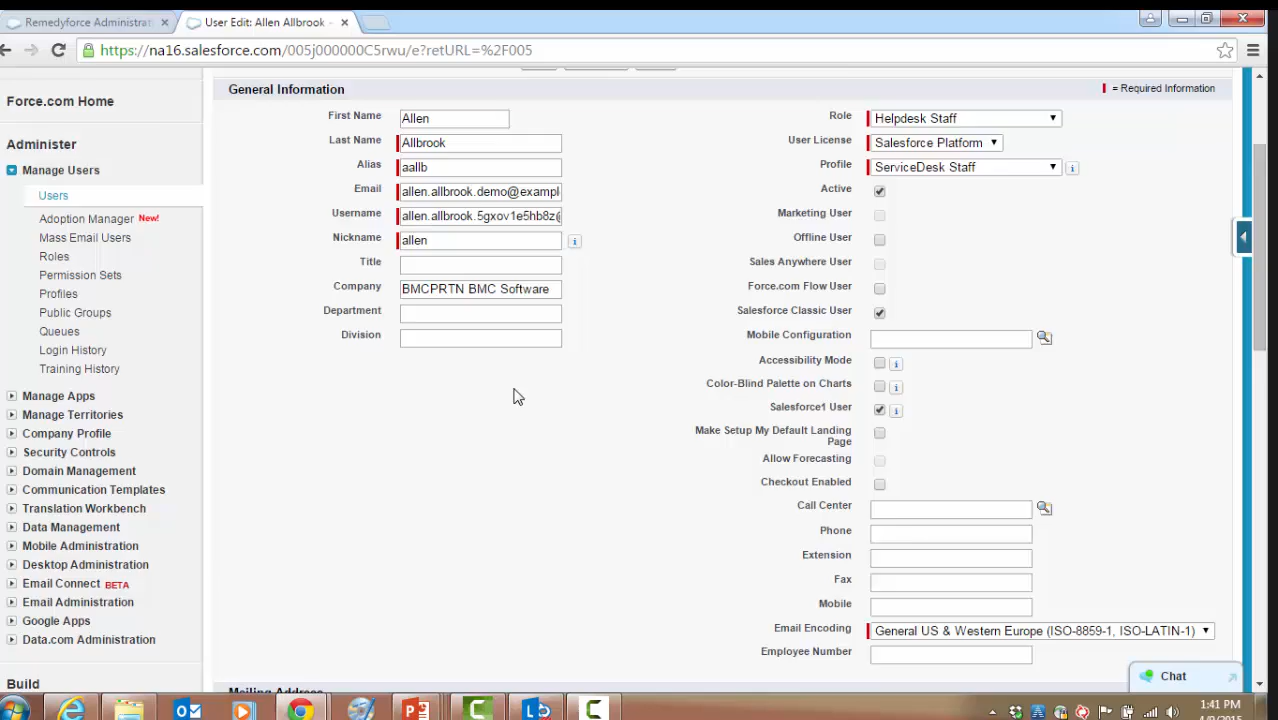 Remedyforce Administrat
User Edit: Allen Allbrook -
https://na16.salesforce.com/005j000000C5rwu/e?retURL=%2F005
Force.com Home
Administer
Manage Users
Users
Adoption Manager New!
Mass Email Users
Roles
Permission Sets
Profiles
Public Groups
Queues
Login History
Training History
Manage Apps
Manage Territories
Company Profile
Security Controls
Domain Management
Communication Templates
Translation Workbench
Data Management
Mobile Administration
Desktop Administration
Email Connect BETA
Email Administration
Google Apps
Data.com Administration
Build
General Information
= Required Information
First Name Allen
Last Name Allbrook
Alias aallb
Email allen.allbrook.demo@exampl
Username allen.allbrook.5gxov1e5hb8z@
Nickname allen
Title
Company BMCPRTN BMC Software
Department
Division
Role Helpdesk Staff
User License Salesforce Platform
Profile ServiceDesk Staff
Active
Marketing User
Offline User
Sales Anywhere User
Force.com Flow User
Salesforce Classic User
Mobile Configuration
Accessibility Mode
Color-Blind Palette on Charts
Salesforce1 User
Make Setup My Default Landing
Page
Allow Forecasting
Checkout Enabled
Call Center
Phone
Extension
Fax
Mobile
Email Encoding General US & Western Europe (ISO-8859-1, ISO-LATIN-1)
Employee Number
Mailing Address
Chat
1:41 PM
4/9/2015